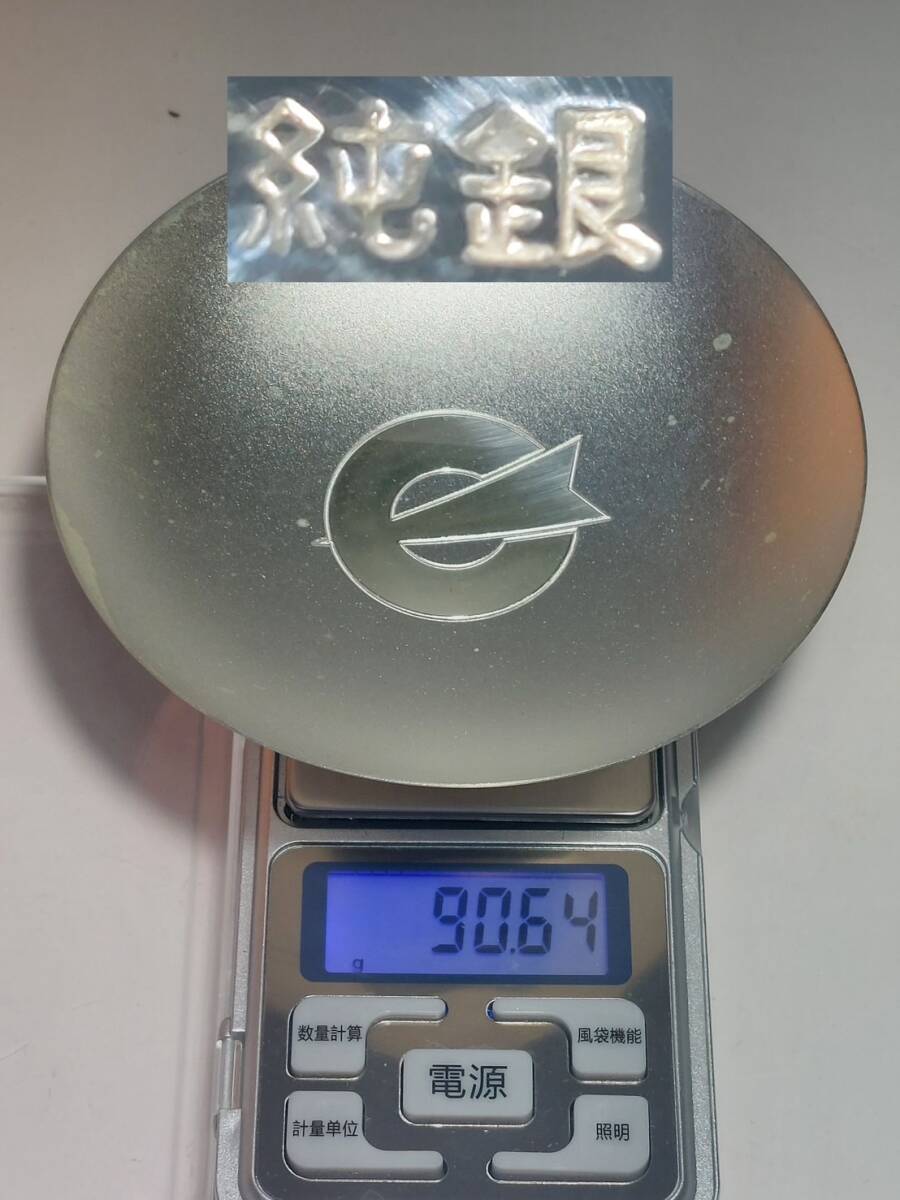 純銀
90.64
g
数量計算
風袋機能
電源
計量単位
照明